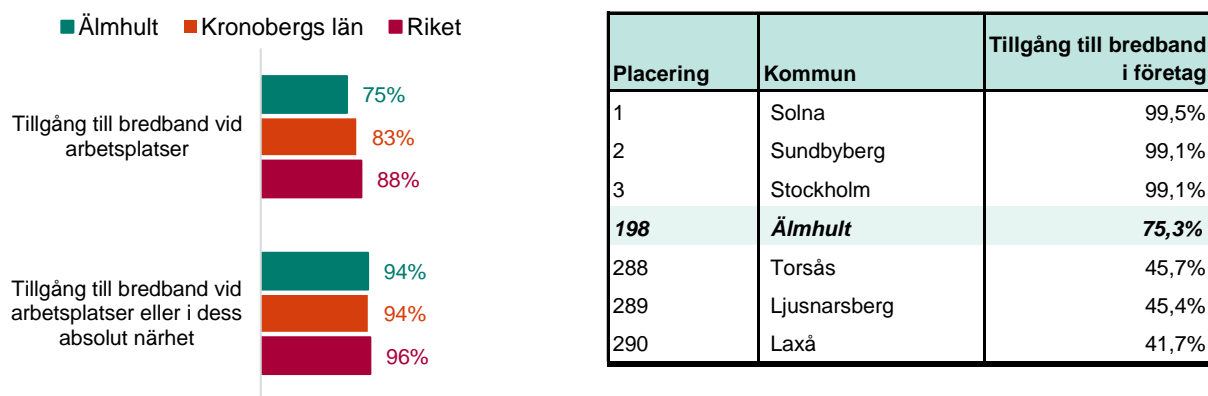 Älmhult Kronobergs län Riket
Tillgång till bredband vid
arbetsplatser
75%
83%
88%
Tillgång till bredband vid
arbetsplatser eller i dess
absolut närhet
94%
94%
96%
Placering Kommun Tillgång till bredband i företag
1 Solna 99,5%
2 Sundbyberg 99,1%
3 Stockholm 99,1%
198 Älmhult 75,3%
288 Torsås 45,7%
289 Ljusnarsberg 45,4%
290 Laxå 41,7%